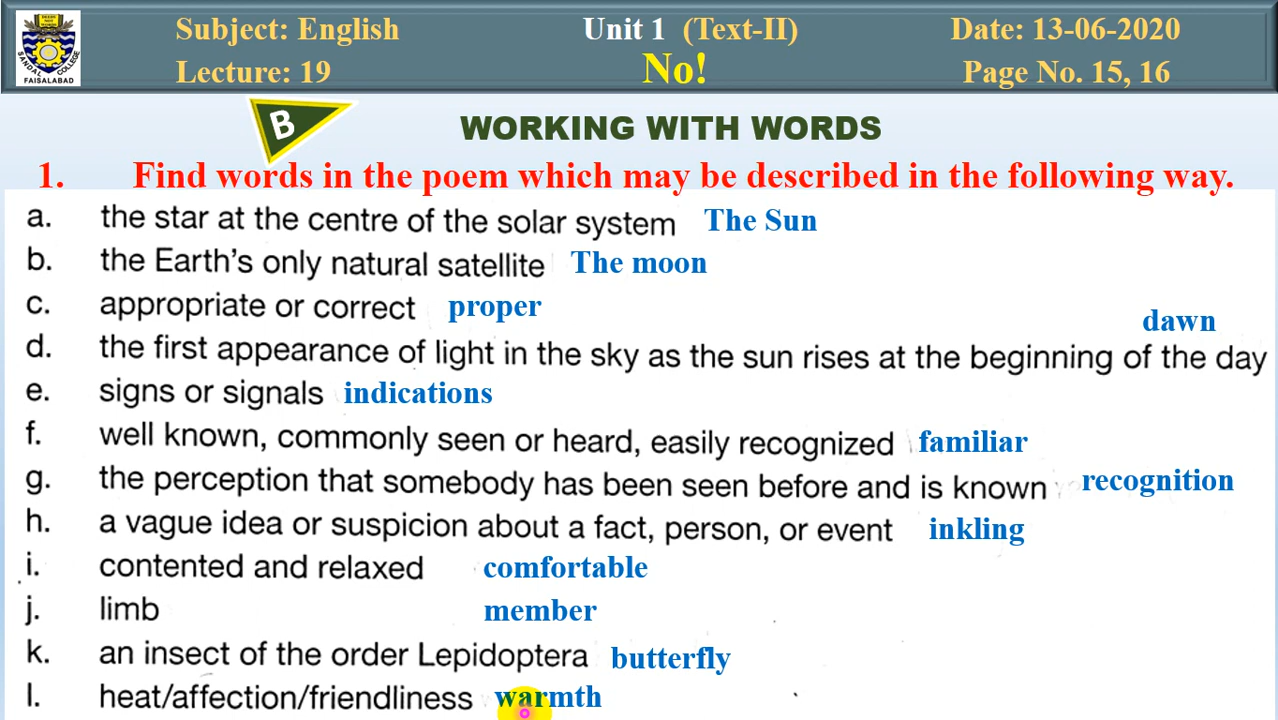 Subject: English Unit 1 (Text-II) Date: 13-06-2020
SANDAL COLLEGE
FAISALABAD
Lecture: 19 No! Page No. 15, 16
B WORKING WITH WORDS
1. Find words in the poem which may be described in the following way.
a. the star at the centre of the solar system The Sun
b. the Earth's only natural satellite The moon
c. appropriate or correct proper
dawn
d. the first appearance of light in the sky as the sun rises at the beginning of the day
e. signs or signals indications
f. well known, commonly seen or heard, easily recognized familiar
g. the perception that somebody has been seen before and is known recognition
h. a vague idea or suspicion about a fact, person, or event inkling
i. contented and relaxed comfortable
j. limb member
k. an insect of the order Lepidoptera butterfly
l. heat/affection/friendliness warmth